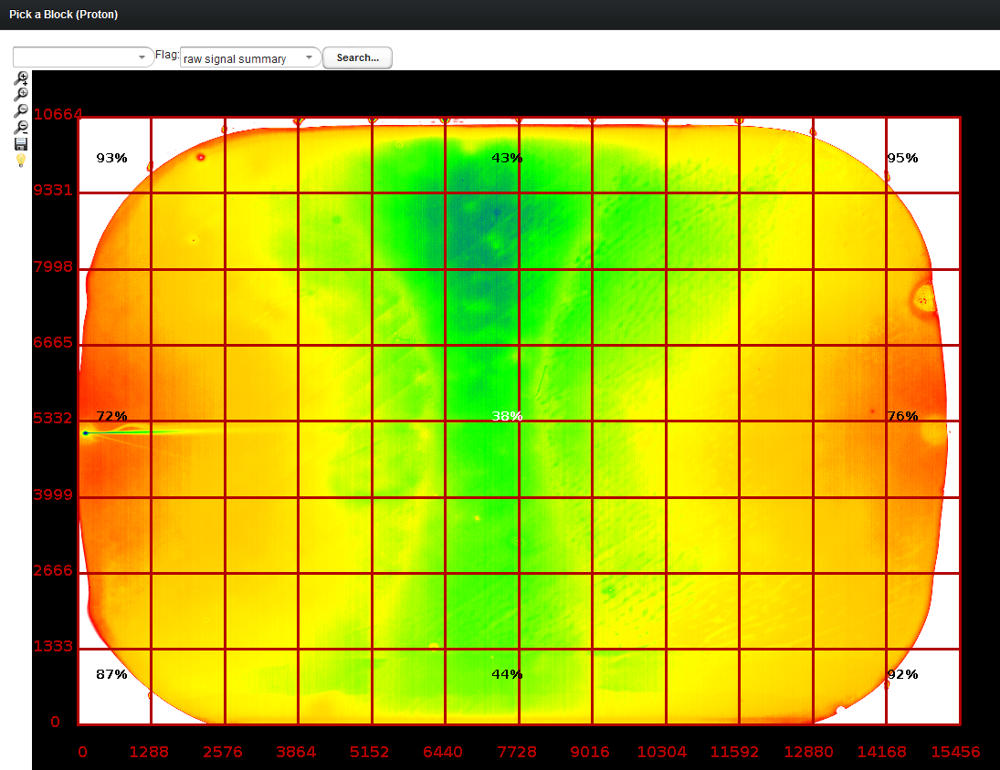 Pick a Block (Proton)
Flag: raw signal summary Search...
10664
93% 43% 95%
9331
7998
6665
5332 72% 38% 76%
3999
2666
1333
87% 44% 92%
0
0 1288 2576 3864 5152 6440 7728 9016 10304 11592 12880 14168 15456